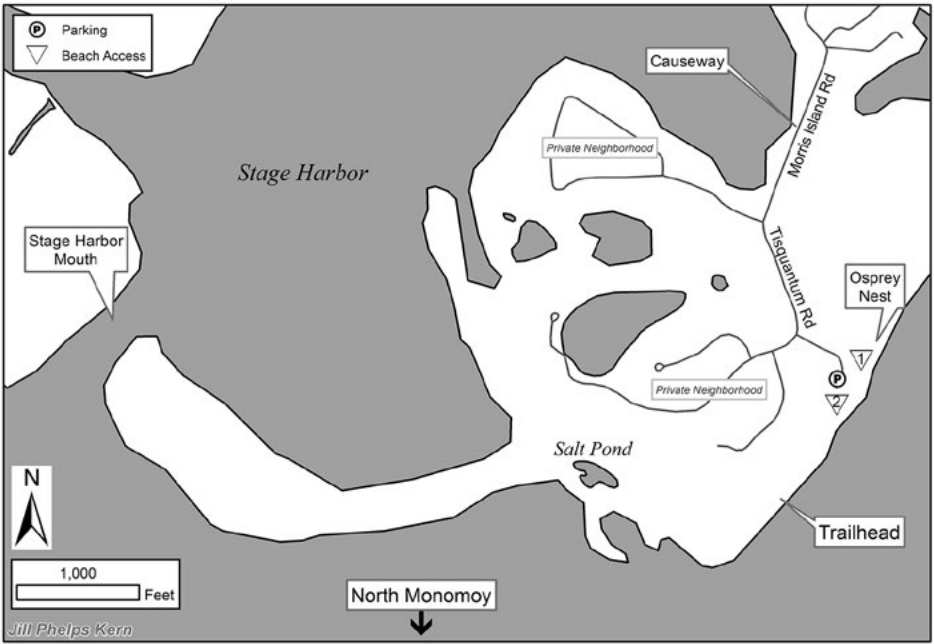 P Parking
Beach Access
Causeway
Morris Island Rd
Private Neighborhood
Stage Harbor
Stage Harbor
Mouth
Tisquantum Rd
Osprey
Nest
1
P
2
Private Neighborhood
Salt Pond
N
Trailhead
1,000
Feet
North Monomoy
Jill Phelps Kern